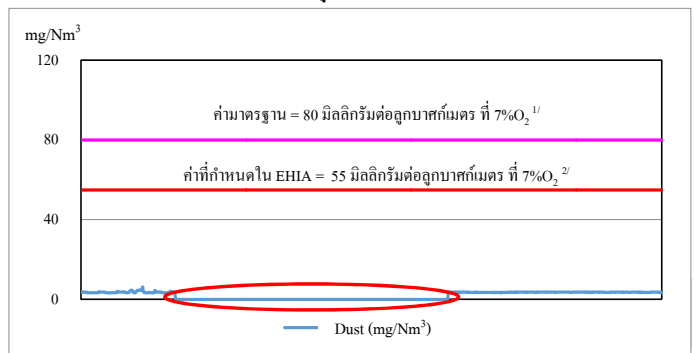 mg/Nm³
120
ค่ามาตรฐาน = 80 มิลลิกรัมต่อลูกบาศก์เมตร ที่ 7%O₂ ¹/
80
ค่าที่กำหนดใน EHIA = 55 มิลลิกรัมต่อลูกบาศก์เมตร ที่ 7%O₂ ²/
40
0
Dust (mg/Nm³)